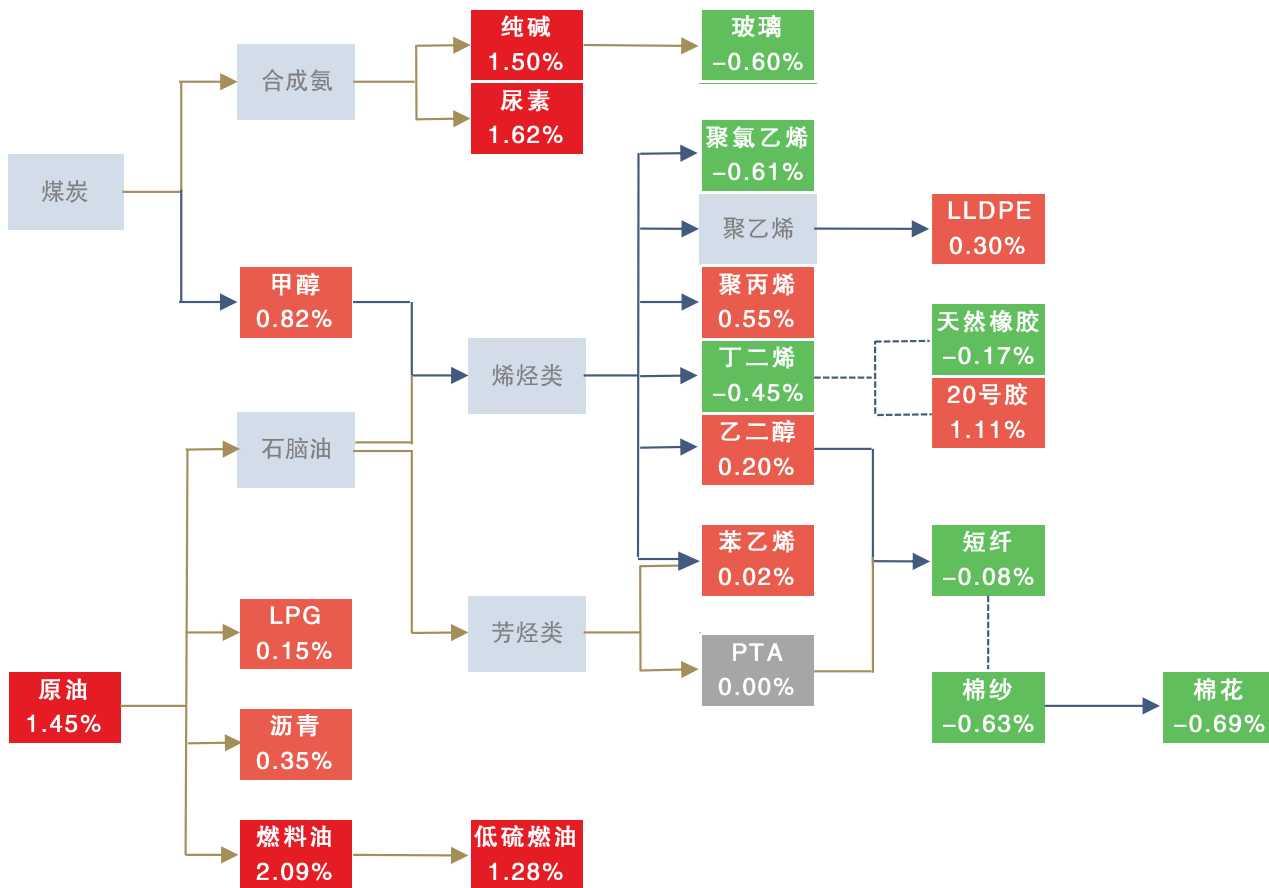 纯碱
1.50%
玻璃
-0.60%
合成氨
尿素
1.62%
聚氯乙烯
-0.61%
煤炭
聚乙烯
LLDPE
0.30%
甲醇
0.82%
聚丙烯
0.55%
天然橡胶
-0.17%
烯烃类
丁二烯
-0.45%
20号胶
1.11%
石脑油
乙二醇
0.20%
苯乙烯
0.02%
短纤
-0.08%
LPG
0.15%
芳烃类
PTA
0.00%
原油
1.45%
棉纱
-0.63%
棉花
-0.69%
沥青
0.35%
燃料油
2.09%
低硫燃油
1.28%